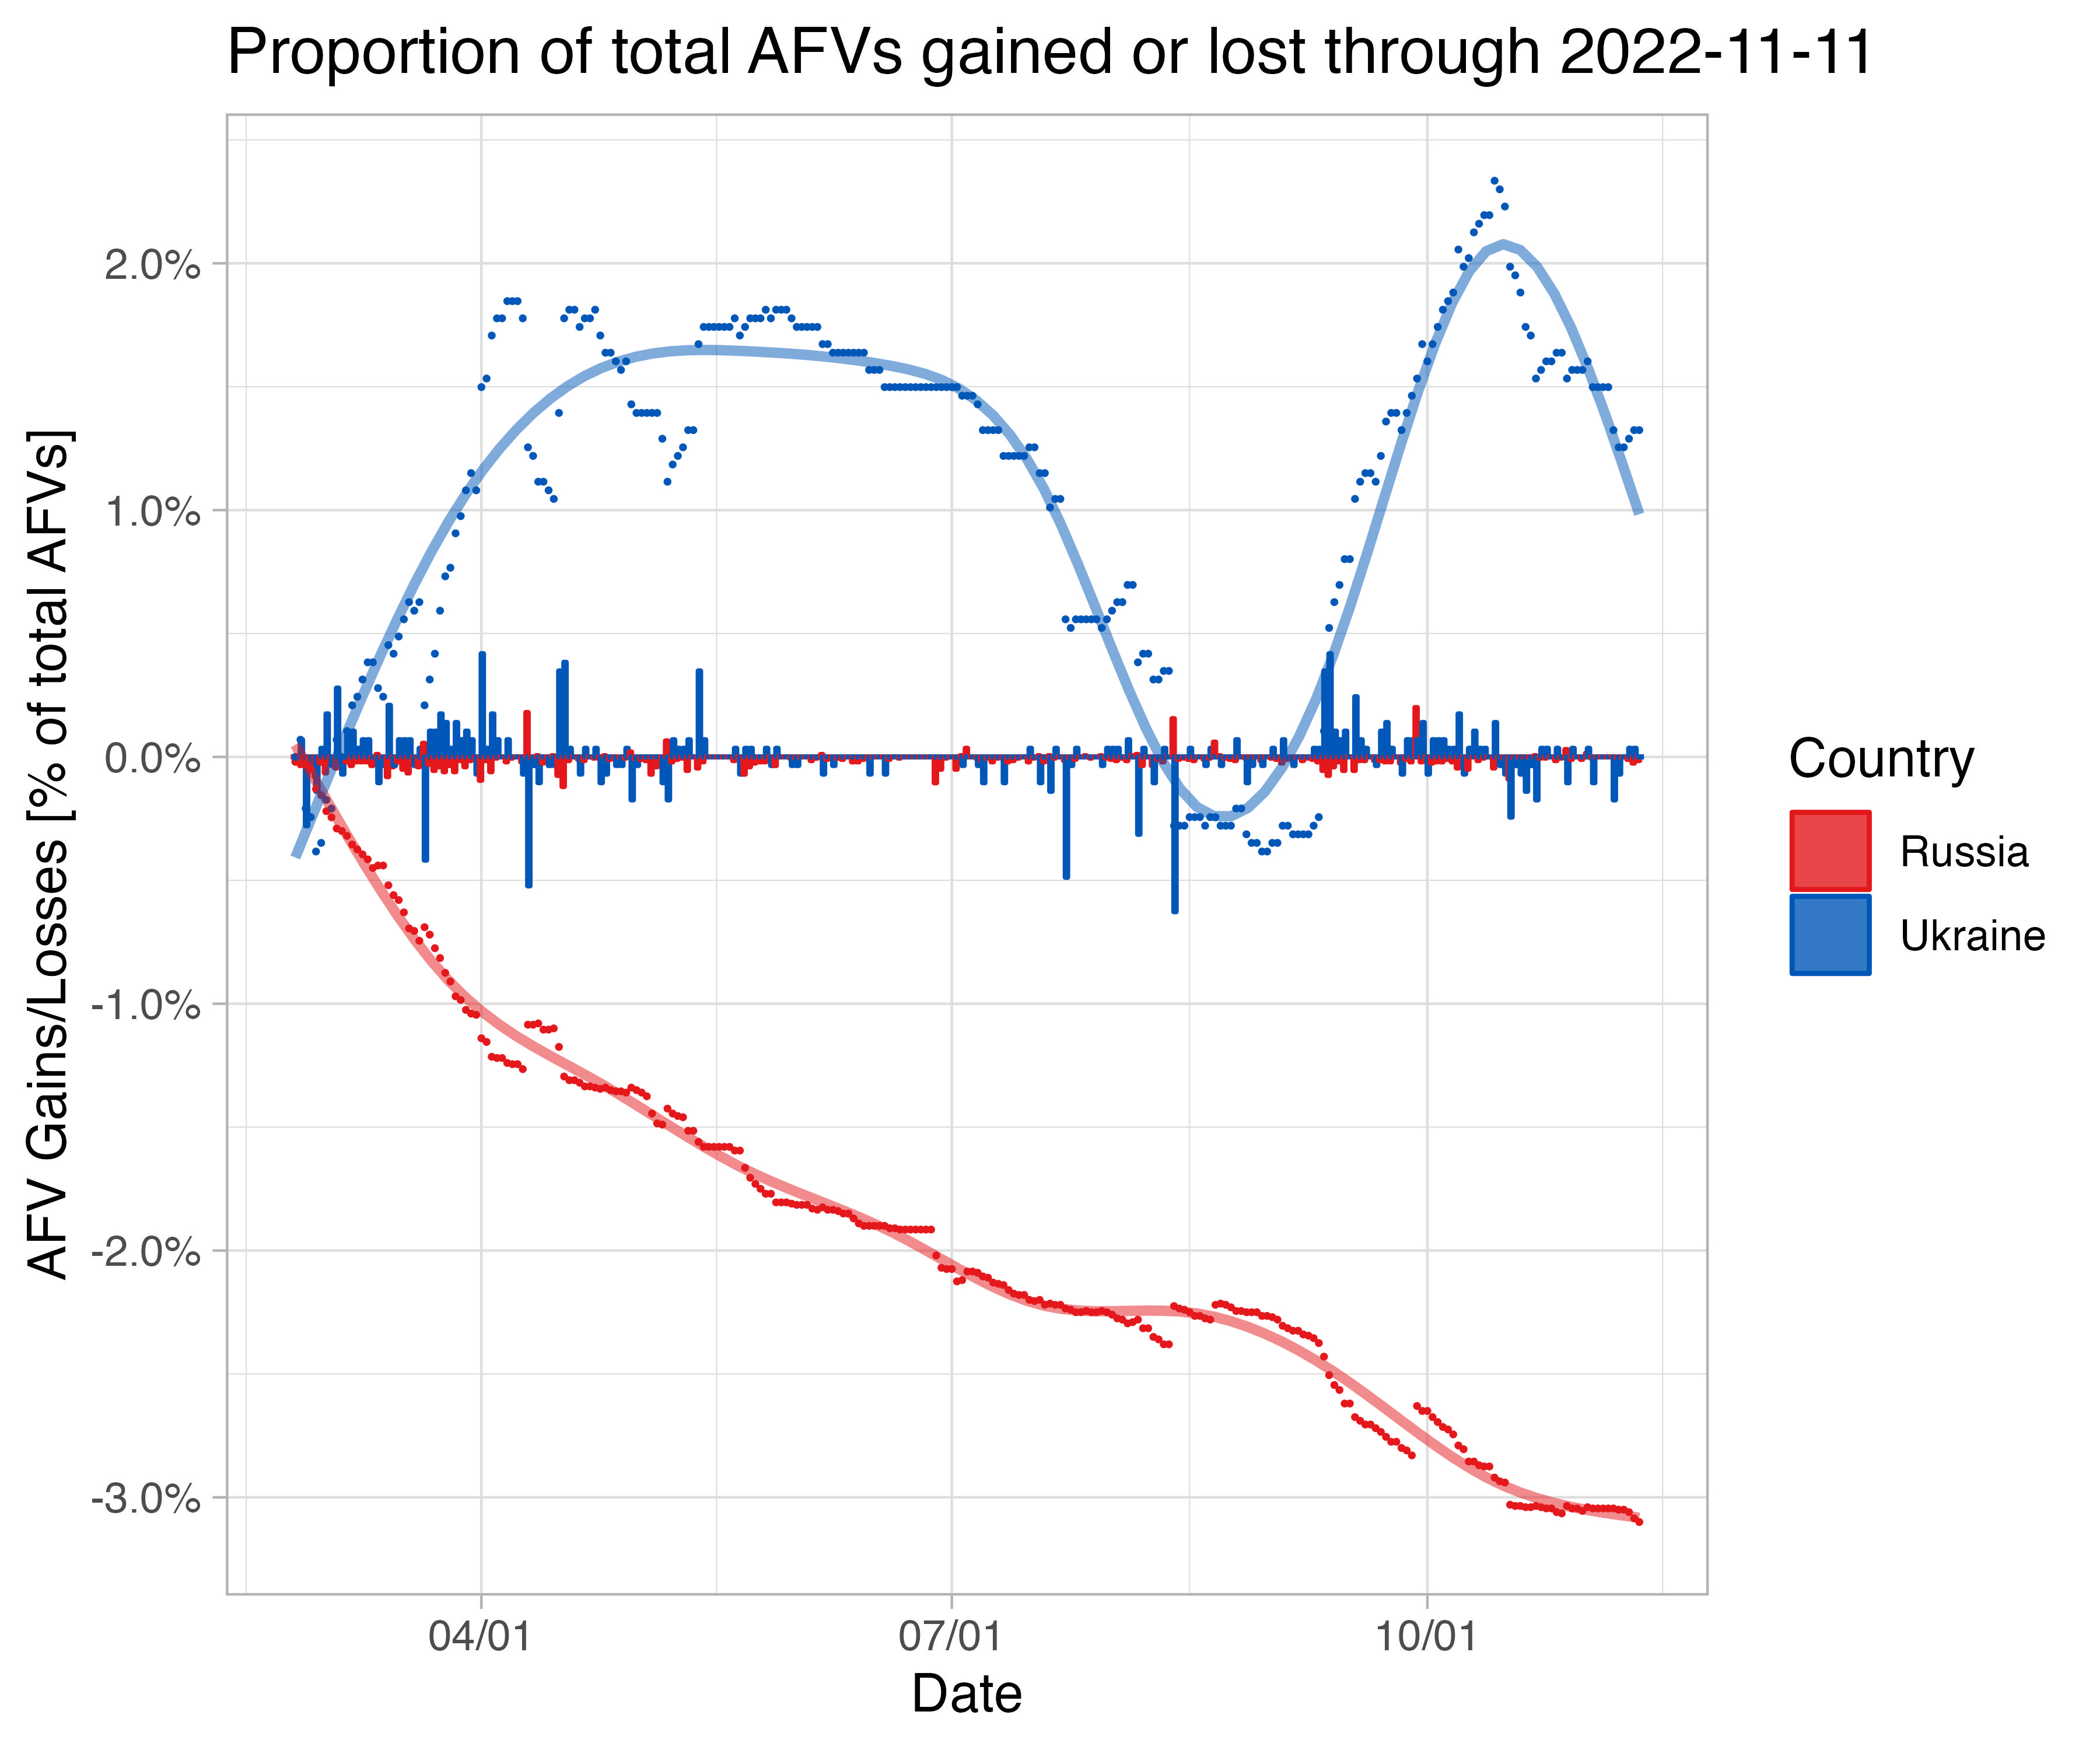 Proportion of total AFVs gained or lost through 2022-11-11
AFV Gains/Losses [% of total AFVs]
2.0%
1.0%
0.0%
-1.0%
-2.0%
-3.0%
04/01
07/01
10/01
Date
Country
Russia
Ukraine